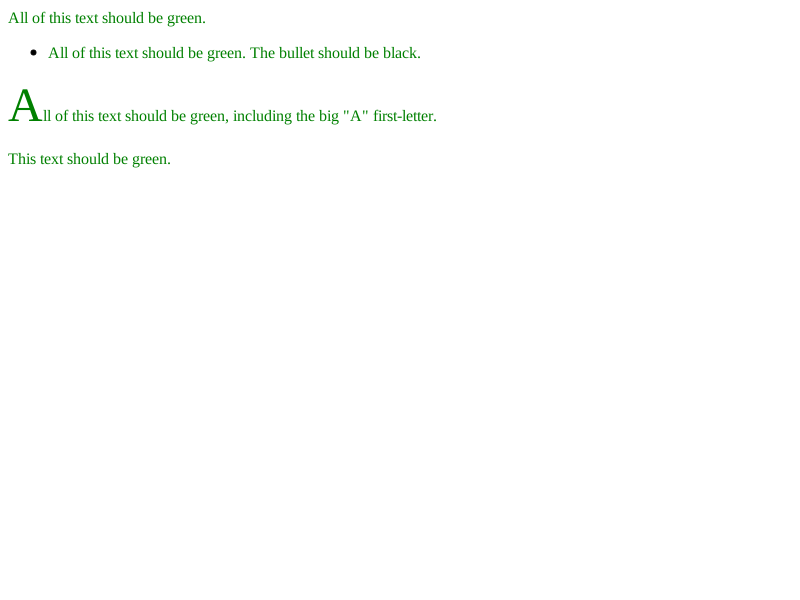 All of this text should be green.
All of this text should be green. The bullet should be black.
All of this text should be green, including the big "A" first-letter.
This text should be green.